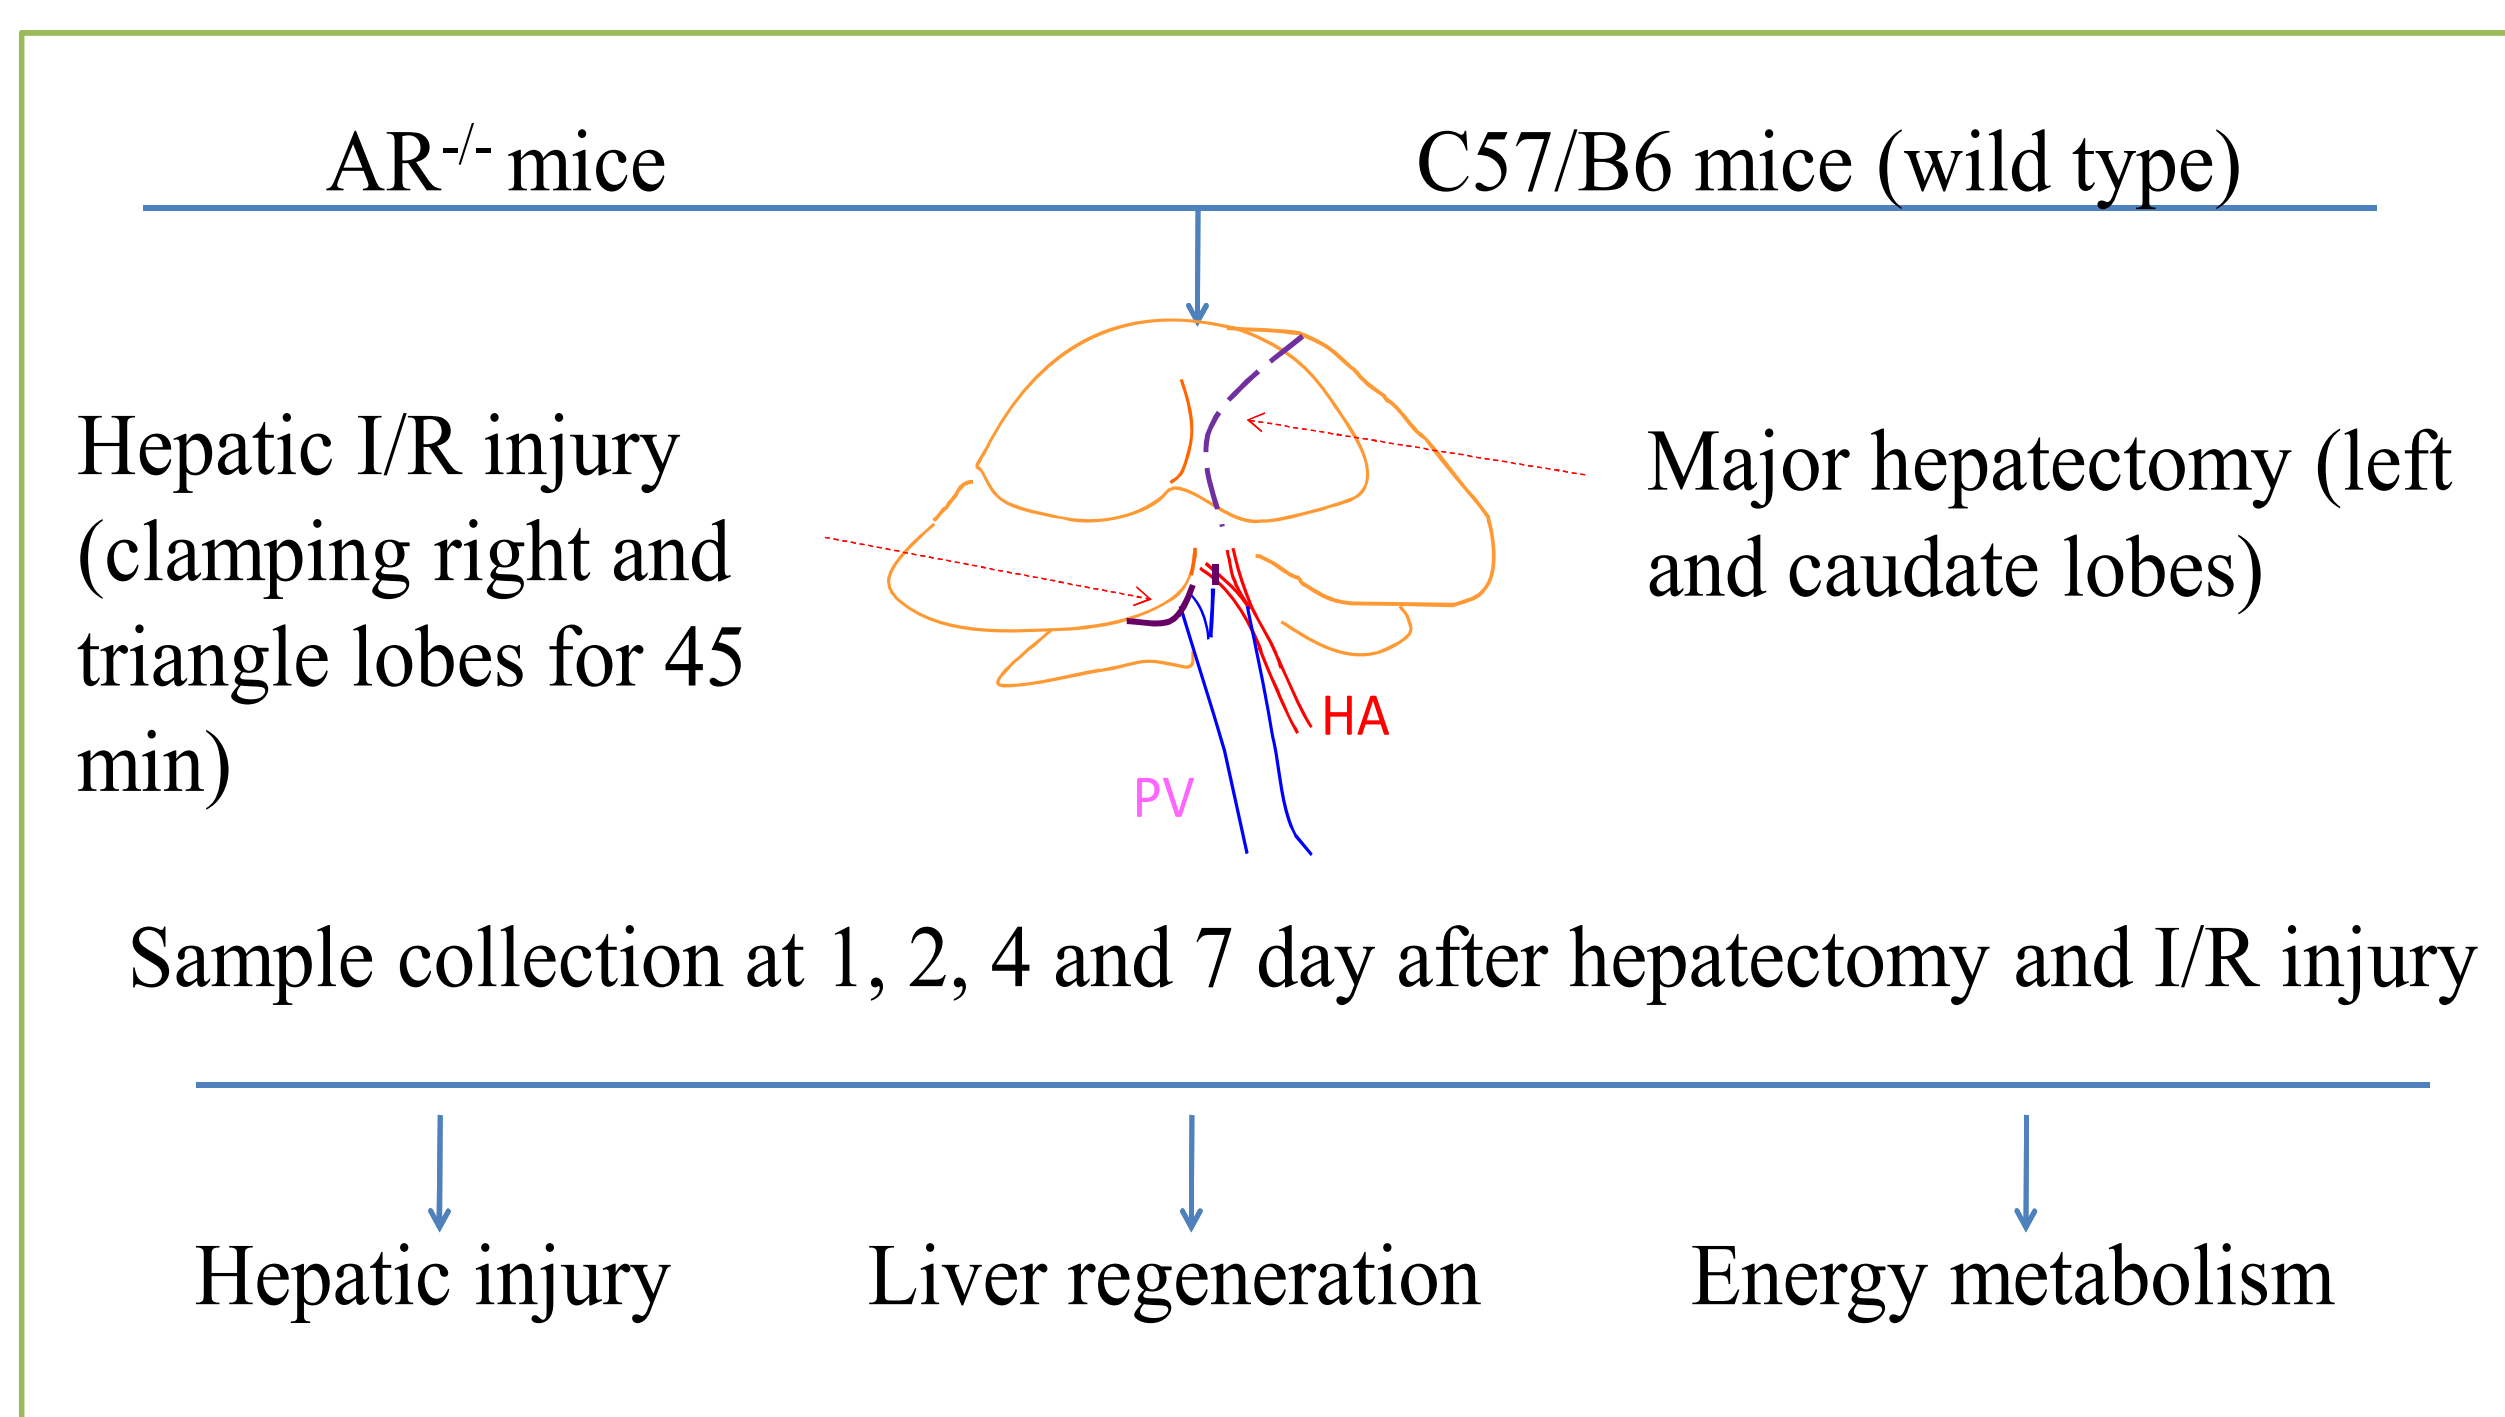 AR-/- mice
C57/B6 mice (wild type)
Hepatic I/R injury
(clamping right and
triangle lobes for 45
min)
Major hepatectomy (left
and caudate lobes)
HA
PV
Sample collection at 1, 2, 4 and 7 day after hepatectomy and I/R injury
Hepatic injury
Liver regeneration
Energy metabolism